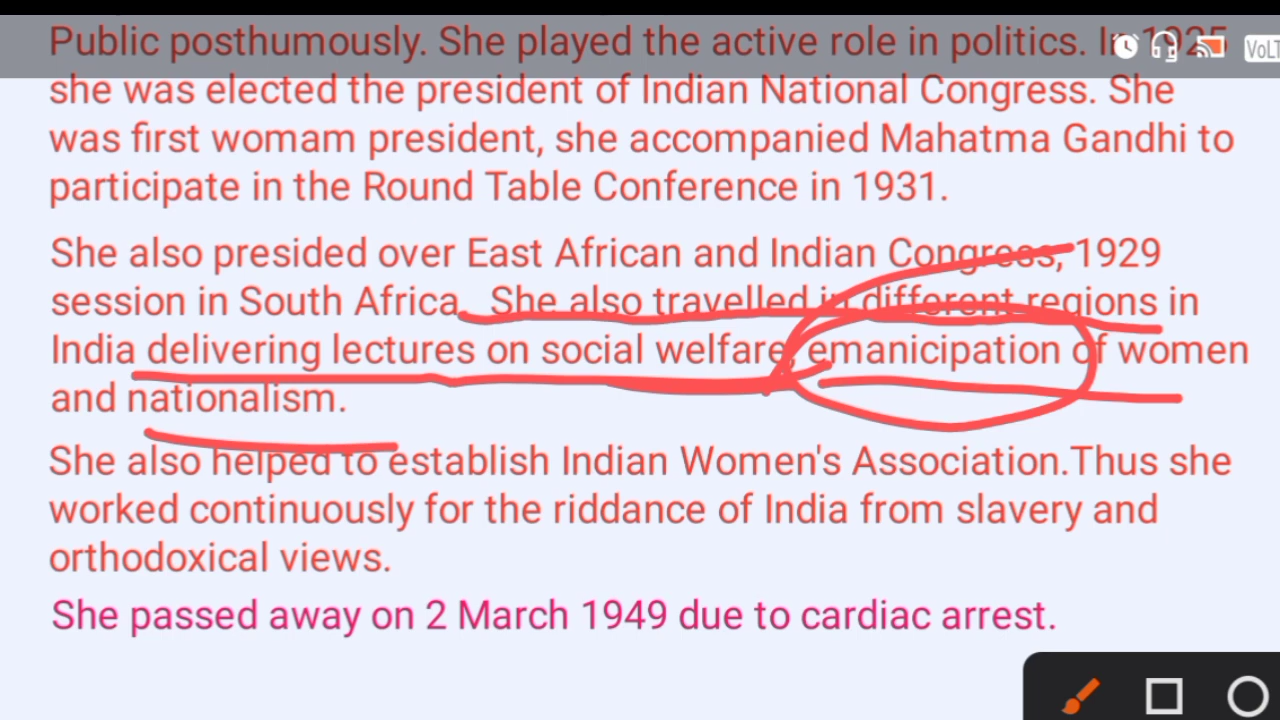 Public posthumously. She played the active role in politics. In 1925
she was elected the president of Indian National Congress. She
was first womam president, she accompanied Mahatma Gandhi to
participate in the Round Table Conference in 1931.
She also presided over East African and Indian Congress, 1929
session in South Africa. She also travelled in different regions in
India delivering lectures on social welfare, emanicipation of women
and nationalism.
She also helped to establish Indian Women's Association.Thus she
worked continuously for the riddance of India from slavery and
orthodoxical views.
She passed away on 2 March 1949 due to cardiac arrest.